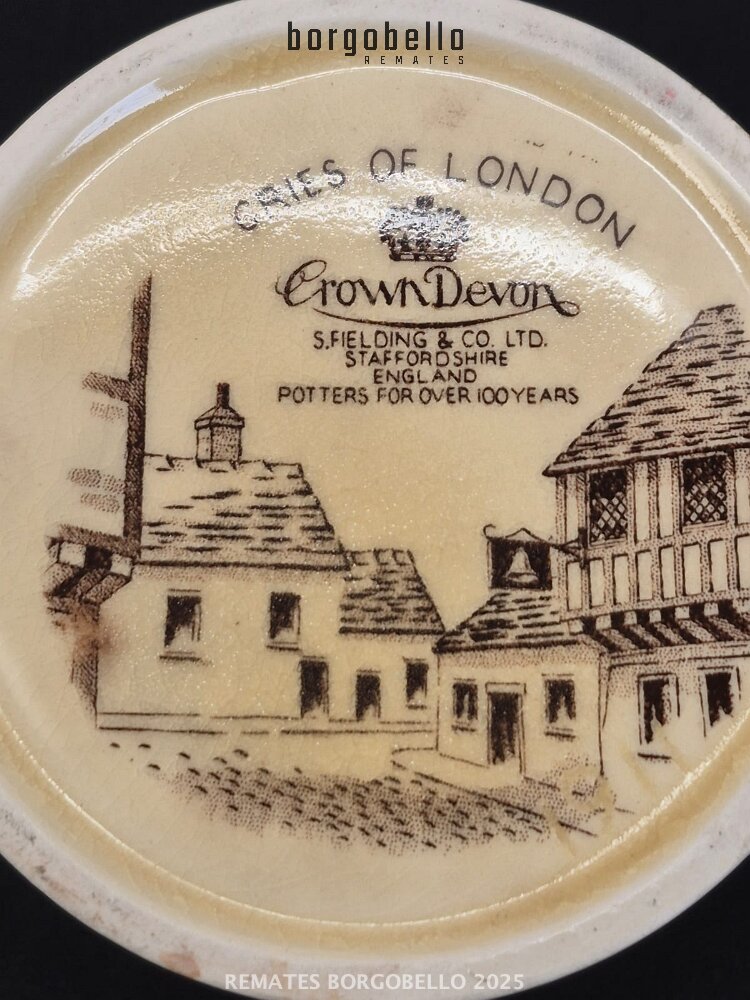 borgobello
REMATES
CRIES OF LONDON
Crown Devon
S.FIELDING & CO. LTD.
STAFFORDSHIRE
ENGLAND
POTTERS FOR OVER 100 YEARS
REMATES BORGOBELLO 2025